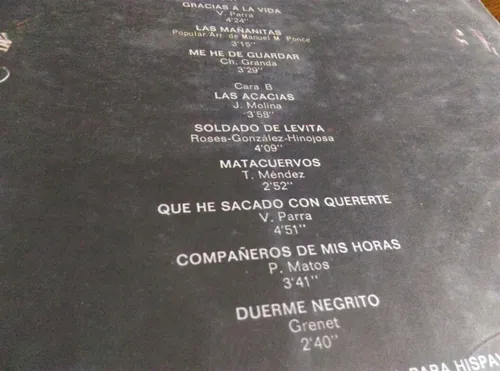 GRACIAS A LA VIDA
V. Parra
4'24"
LAS MAÑANITAS
Popular/Arr. de Manuel M. Ponce
3'15"
ME HE DE GUARDAR
Ch. Granda
3'29"
Cara B
LAS ACACIAS
J. Molina
3'58"
SOLDADO DE LEVITA
Roses-González-Hinojosa
4'09"
MATACUERVOS
T. Méndez
2'52"
QUE HE SACADO CON QUERERTE
V. Parra
4'51"
COMPAÑEROS DE MIS HORAS
P. Matos
3'41"
DUERME NEGRITO
Grenet
2'40"
PARA HISPAV